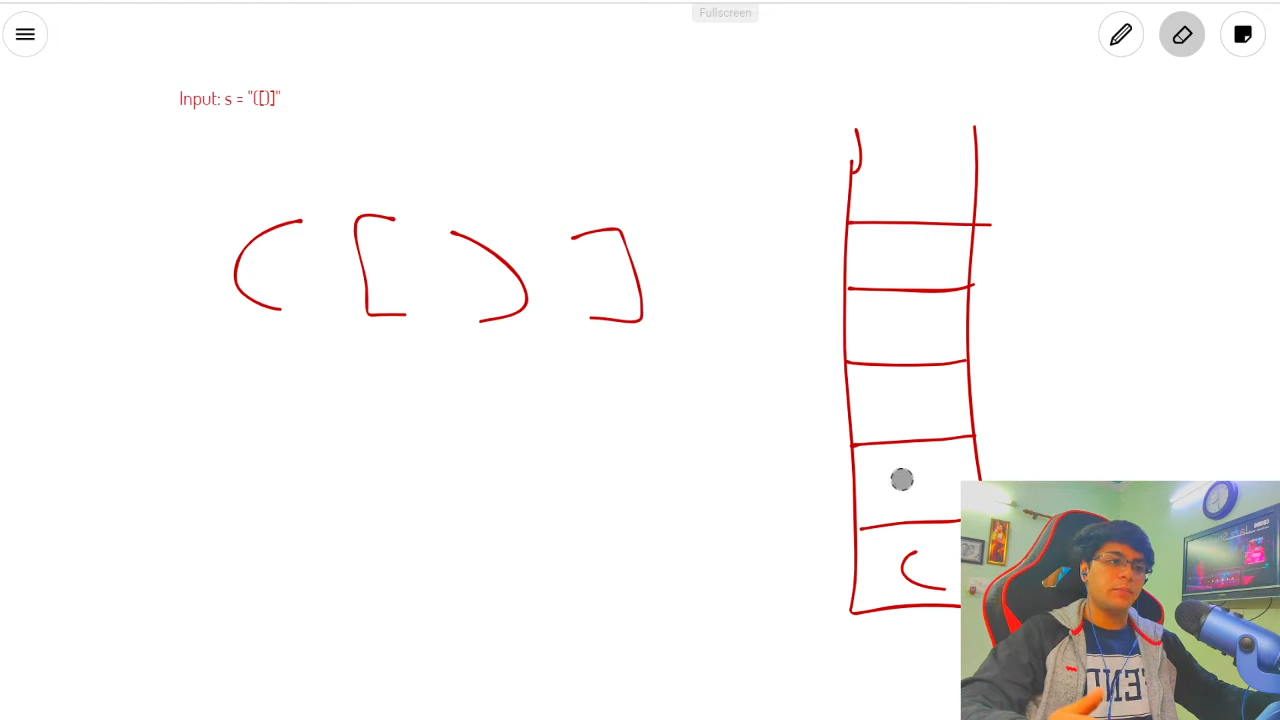 Fullscreen
Input: s = "([)]"
( [ ) ]
(